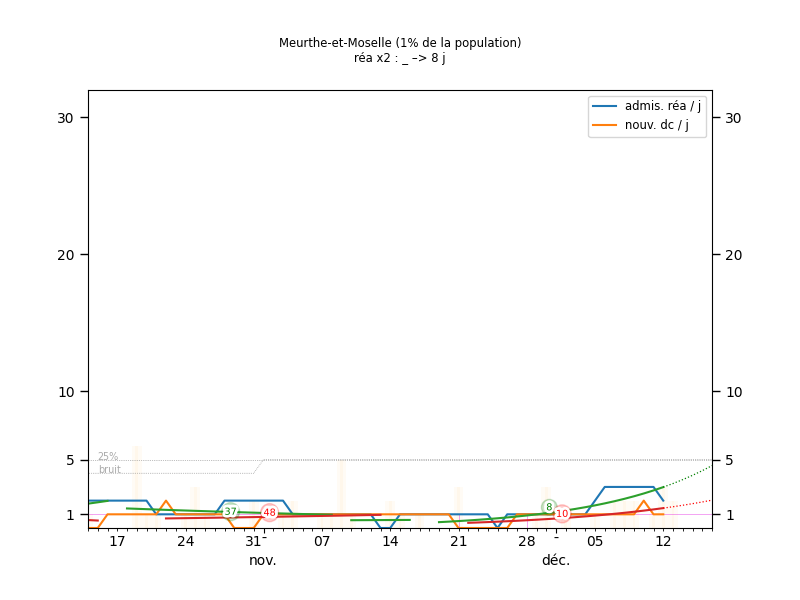 Meurthe-et-Moselle (1% de la population)
réa x2 : _ –> 8 j
admis. réa / j
nouv. dc / j
30 30
20 20
10 10
5 5
1 1
25%
bruit
-37 48 8 10
17 24 31 - 07 14 21 28 - 05 12
nov. déc.